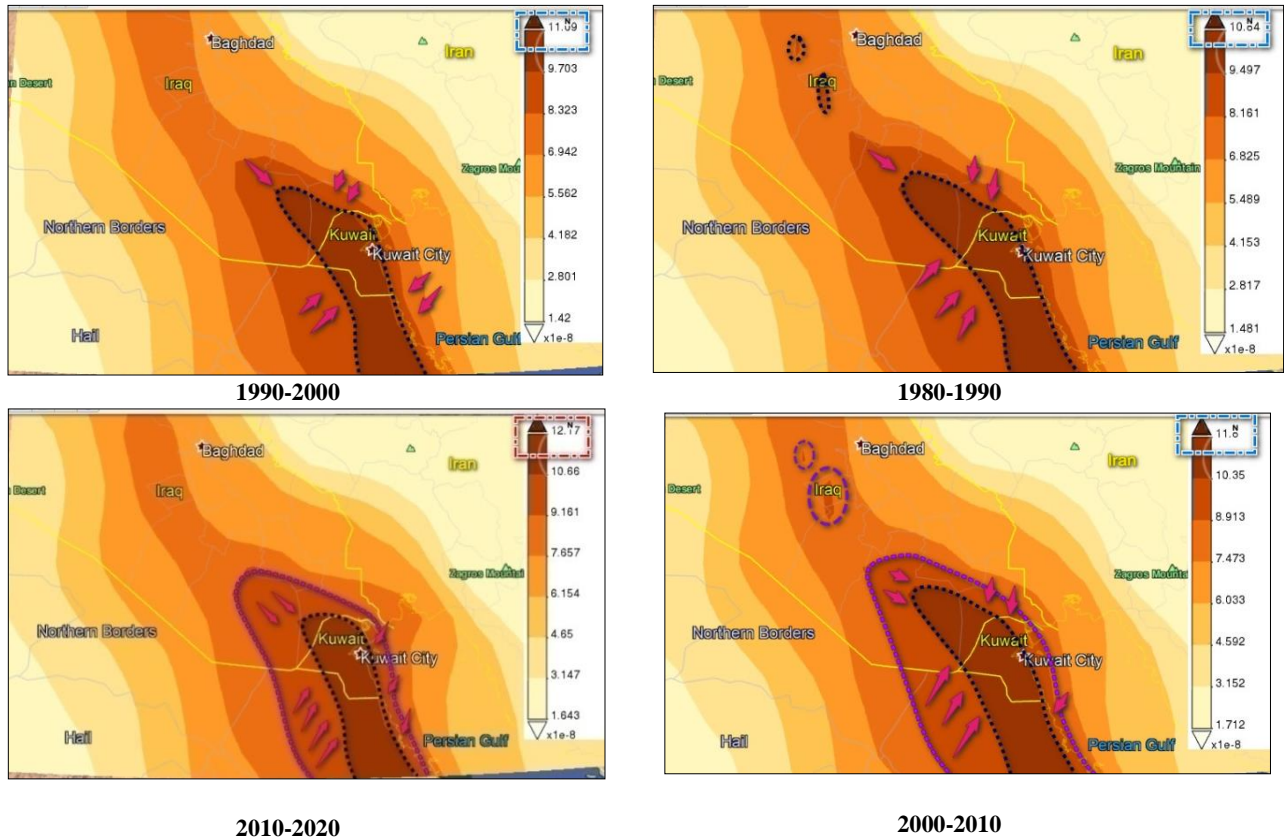 N
11.09
9.703
8.323
6.942
5.562
4.182
2.801
1.42
x1e-8
Baghdad
Iran
an Desert
Iraq
Zagros Mou
Northern Borders
Kuwai
Kuwait City
Hail
Persian Gulf
1990-2000
N
10.84
9.497
8.161
6.825
5.489
4.153
2.817
1.481
x1e-8
Baghdad
Iran
n Desert
Iraq
Zagros Mountain
Northern Borders
Kuwait
Kuwait City
Hail
Persian Gulf
1980-1990
N
12.17
10.66
9.161
7.657
6.154
4.65
3.147
1.643
x1e-8
Baghdad
Iran
n Desert
Iraq
Zagros Mountai
Northern Borders
Kuwait
Kuwait City
Hail
Persian Gulf
2010-2020
N
11.8
10.35
8.913
7.473
6.033
4.592
3.152
1.712
x1e-8
Baghdad
Iran
Desert
Iraq
Zagros Mounta
Northern Borders
Kuwait
Kuwait City
Hail
Persian Gulf
2000-2010